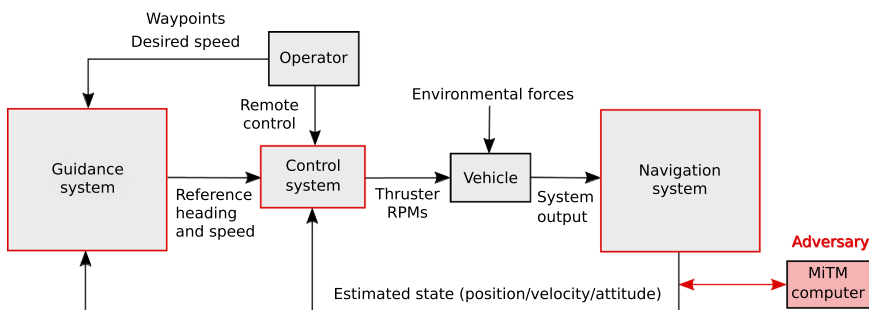 Waypoints
Desired speed
Operator
Remote
control
Environmental forces
Guidance
system
Reference
heading
and speed
Control
system
Thruster
RPMs
Vehicle
System
output
Navigation
system
Adversary
MiTM
computer
Estimated state (position/velocity/attitude)